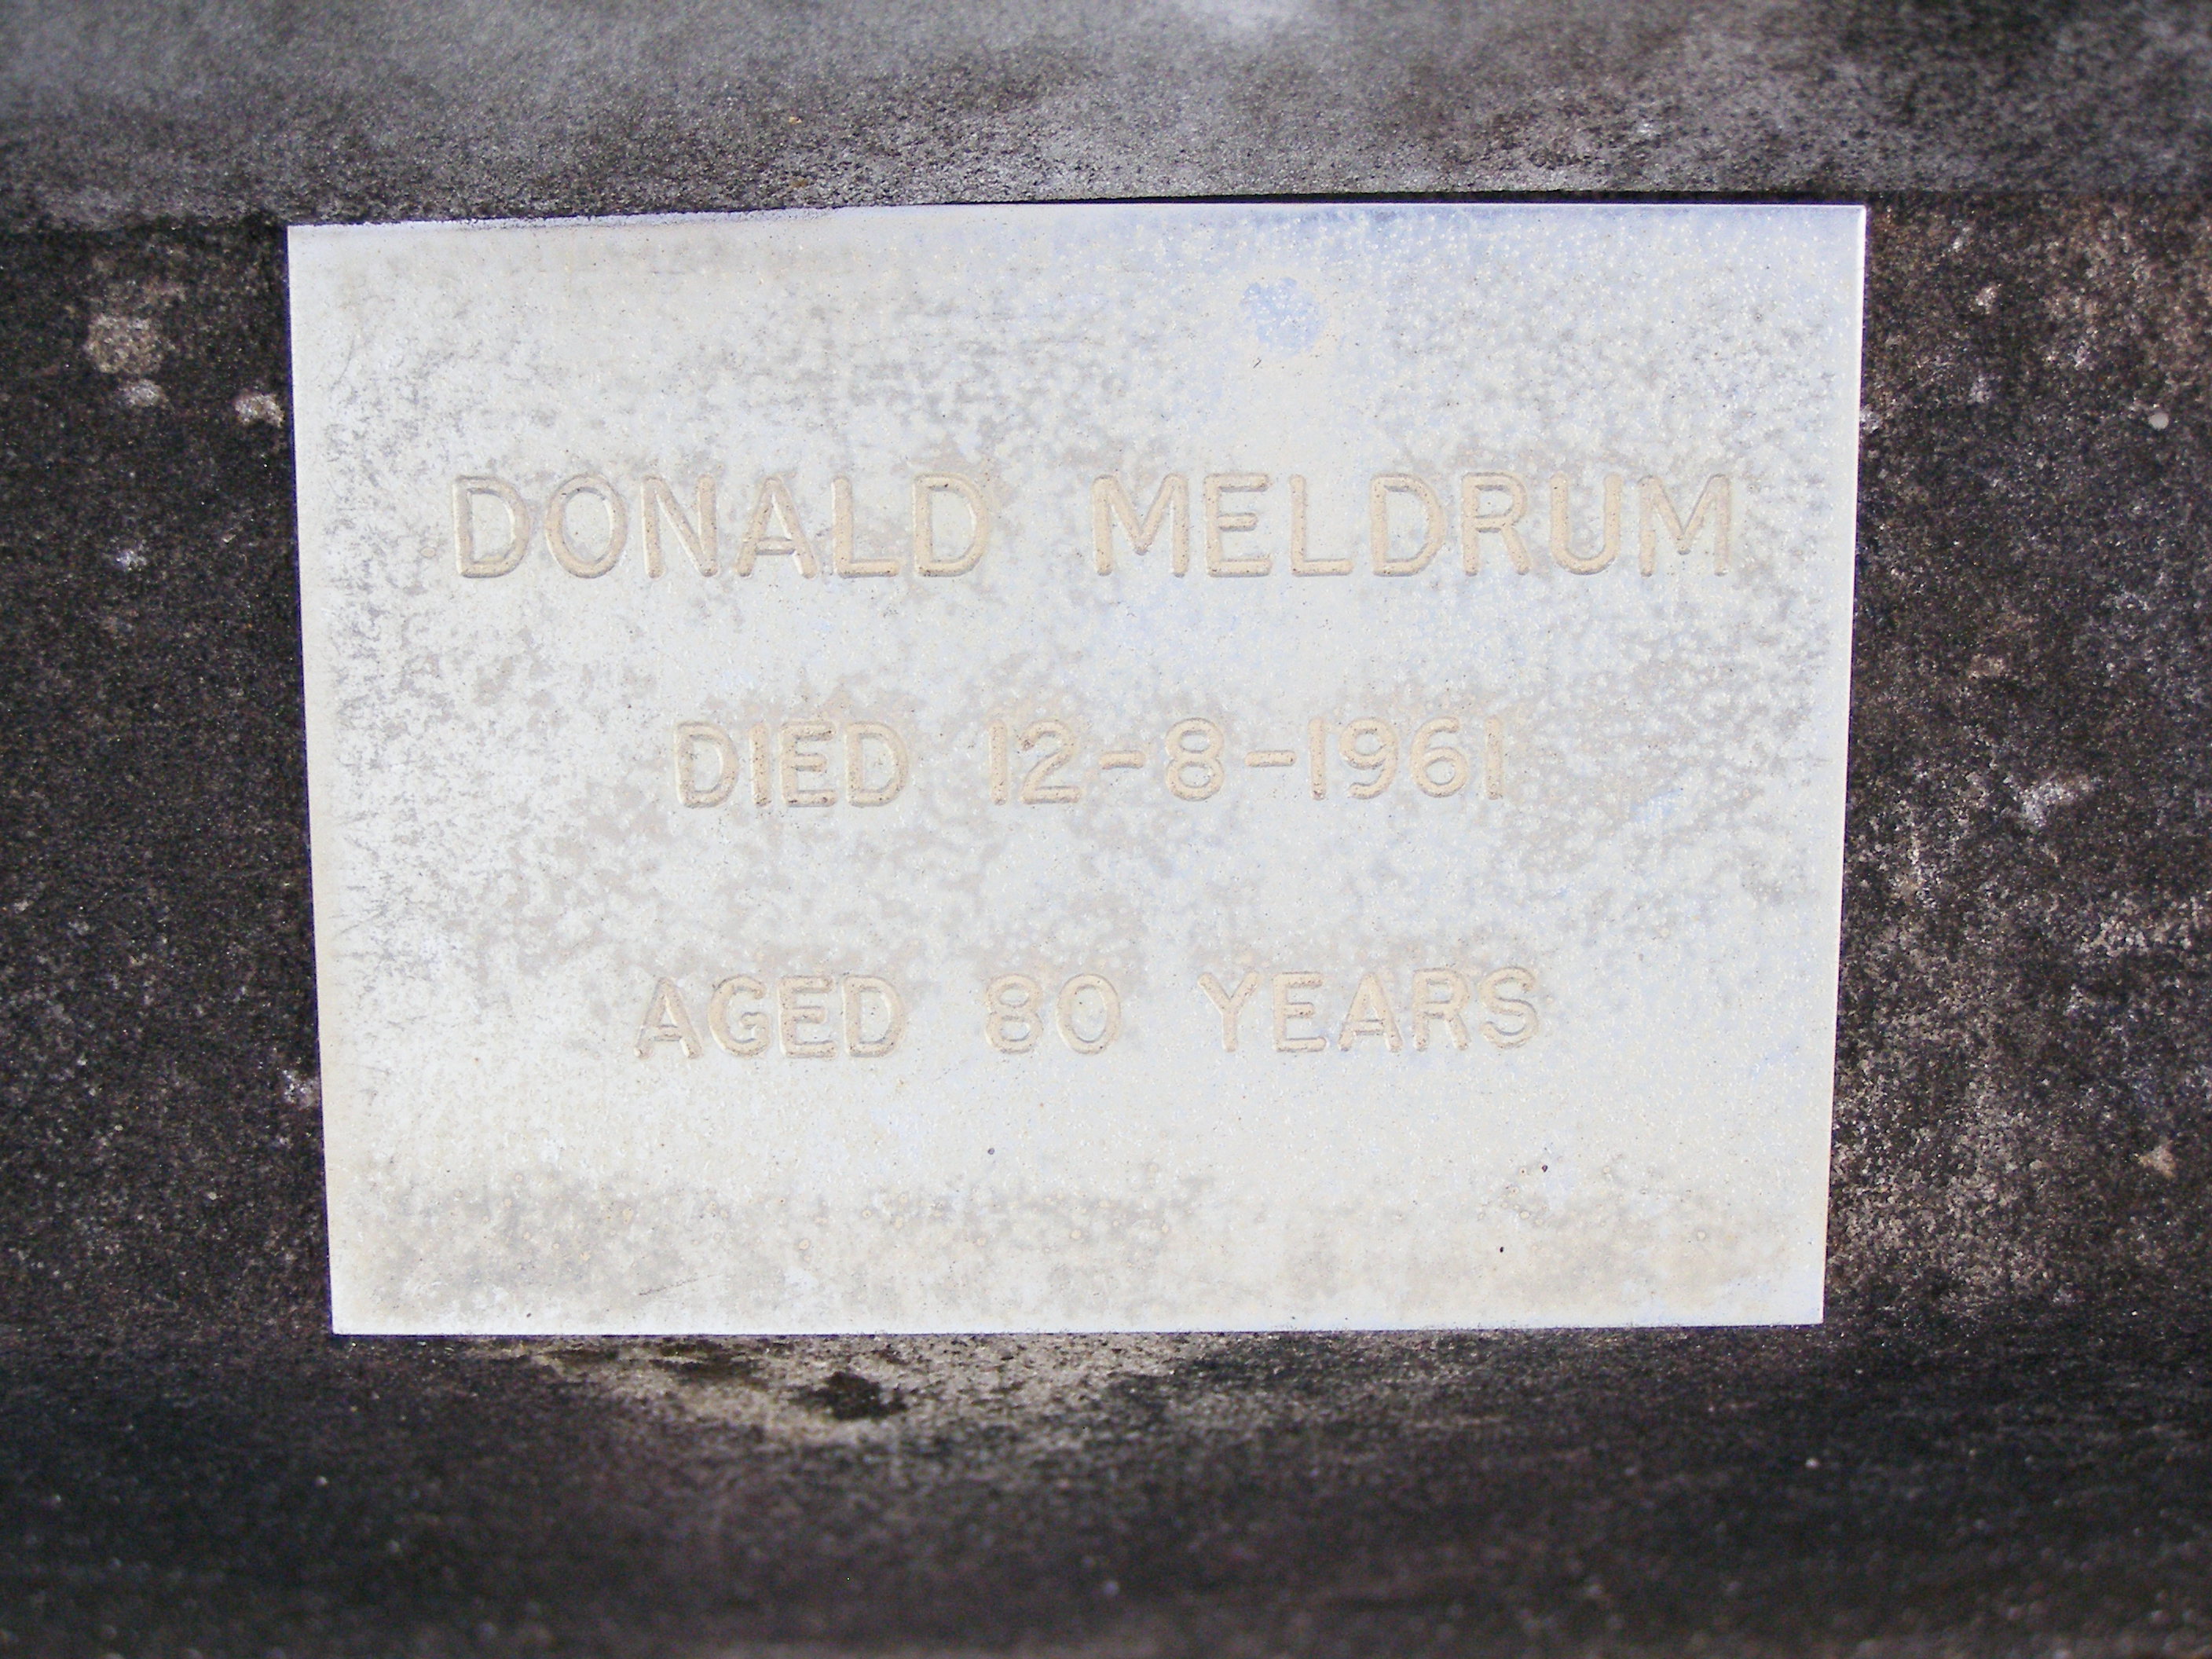 DONALD MELDRUM
DIED 12-8-1961
AGED 80 YEARS